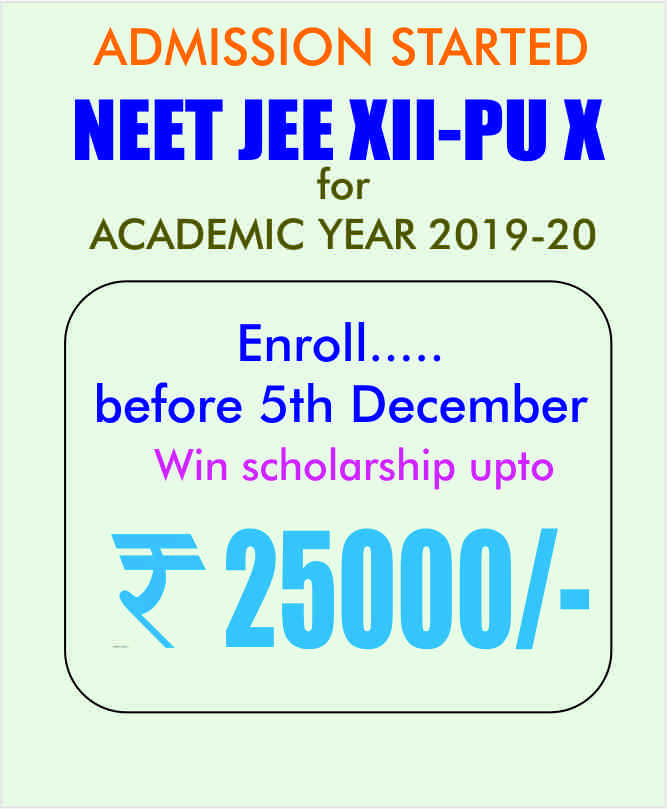 ADMISSION STARTED
NEET JEE XII-PU X
for
ACADEMIC YEAR 2019-20
Enroll.....
before 5th December
Win scholarship upto
₹ 25000/-